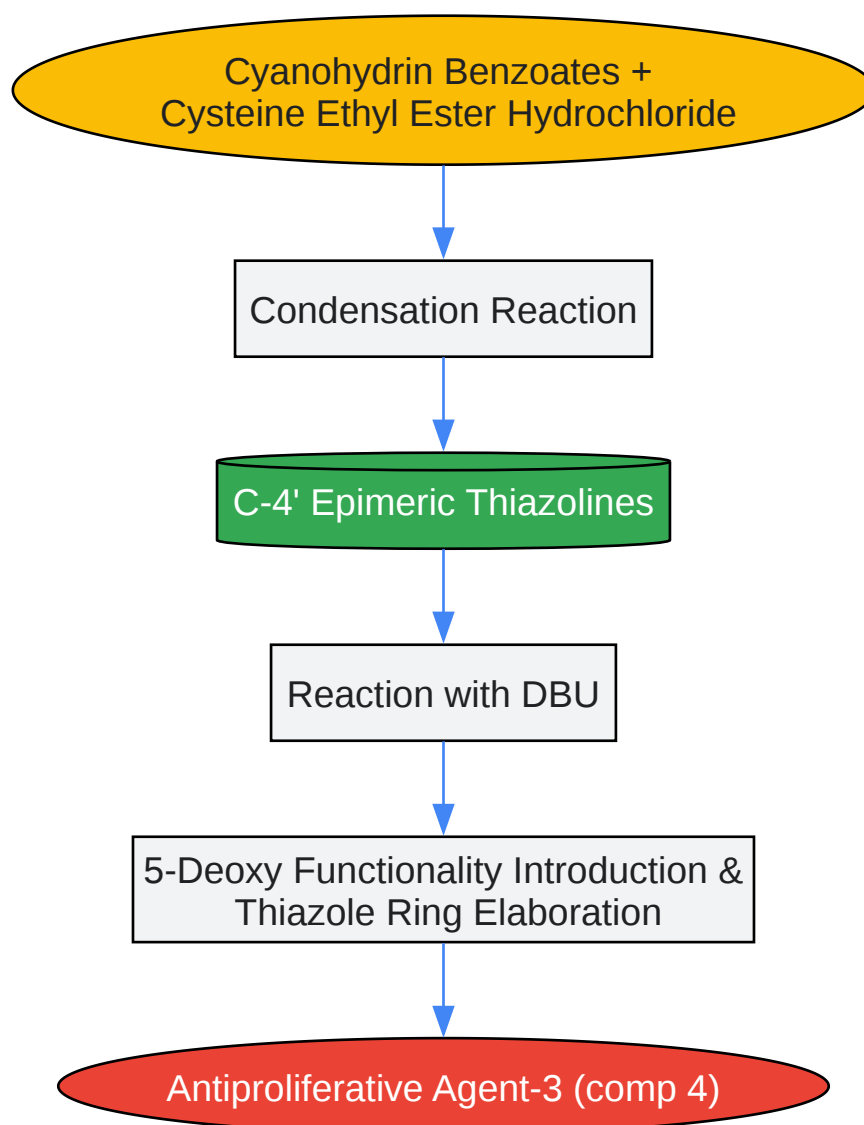 Cyanohydrin Benzoates +
Cysteine Ethyl Ester Hydrochloride
Condensation Reaction
C-4' Epimeric Thiazolines
Reaction with DBU
5-Deoxy Functionality Introduction &
Thiazole Ring Elaboration
Antiproliferative Agent-3 (comp 4)